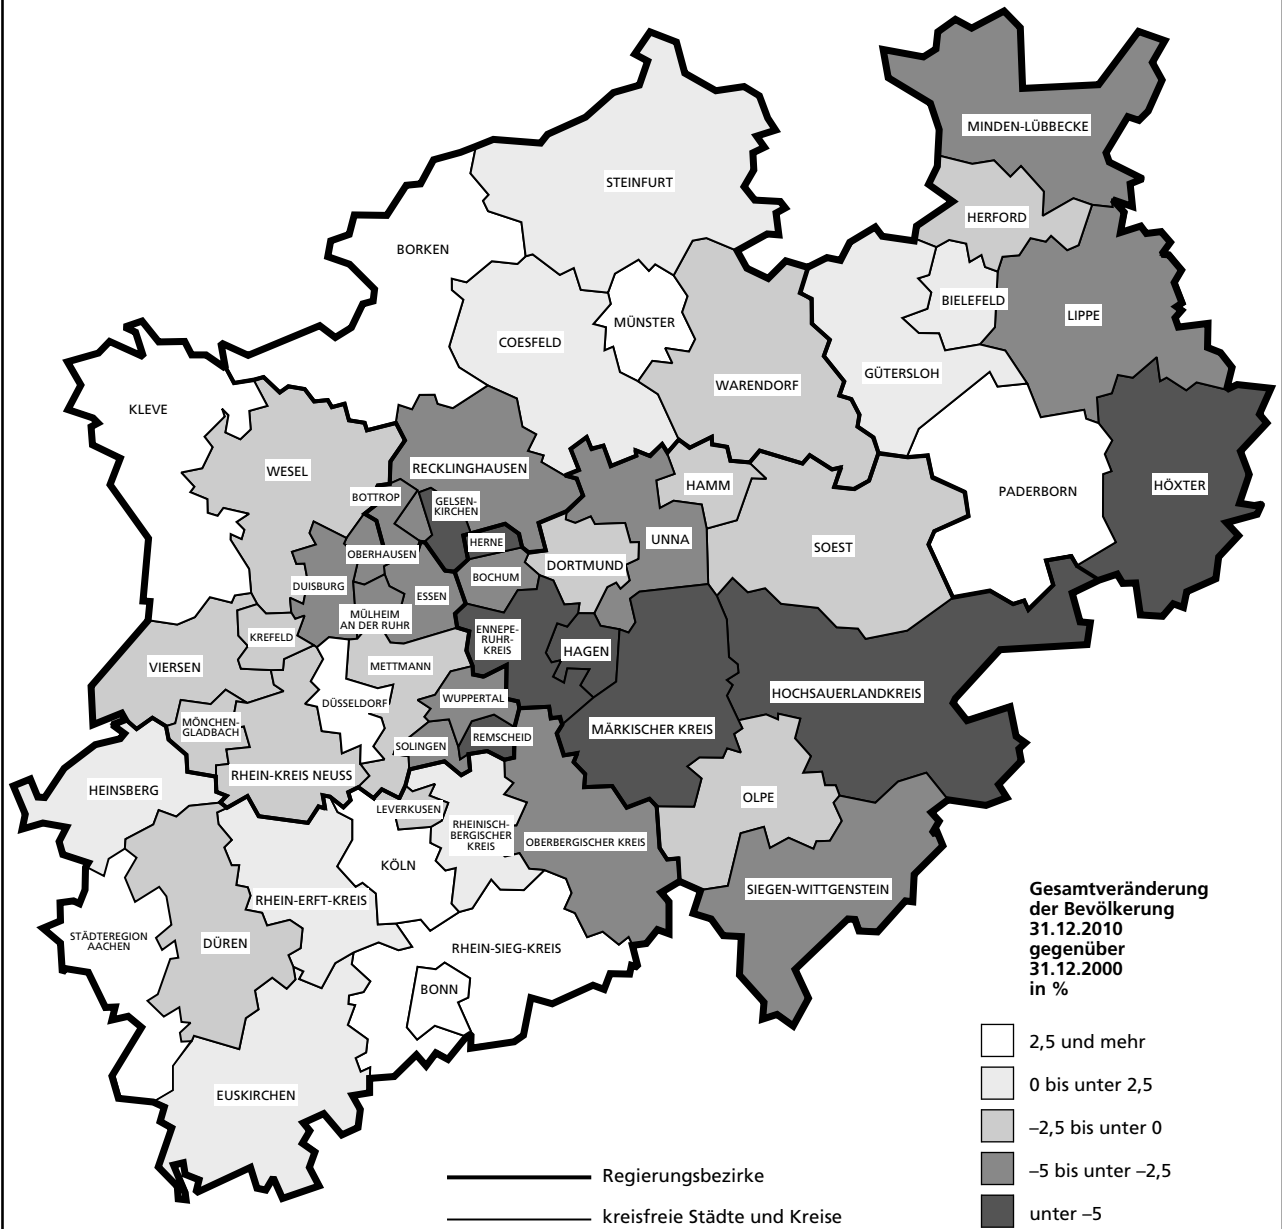 MINDEN-LÜBBECKE
STEINFURT
HERFORD
BORKEN
BIELEFELD
LIPPE
MÜNSTER
COESFELD
GÜTERSLOH
WARENDORF
KLEVE
RECKLINGHAUSEN
WESEL
HAMM
HÖXTER
PADERBORN
BOTTROP
GELSEN-
KIRCHEN
UNNA
HERNE
SOEST
OBERHAUSEN
DORTMUND
BOCHUM
DUISBURG
ESSEN
MÜLHEIM
AN DER RUHR
KREFELD
ENNEPE-
RUHR-
KREIS
HAGEN
VIERSEN
METTMANN
HOCHSAUERLANDKREIS
WUPPERTAL
DÜSSELDORF
MÖNCHEN-
GLADBACH
MÄRKISCHER KREIS
REMSCHEID
SOLINGEN
RHEIN-KREIS NEUSS
HEINSBERG
OLPE
LEVERKUSEN
RHEINISCH-
BERGISCHER
KREIS
OBERBERGISCHER KREIS
KÖLN
SIEGEN-WITTGENSTEIN
RHEIN-ERFT-KREIS
STÄDTEREGION
AACHEN
DÜREN
RHEIN-SIEG-KREIS
BONN
EUSKIRCHEN
Gesamtveränderung
der Bevölkerung
31.12.2010
gegenüber
31.12.2000
in %
2,5 und mehr
0 bis unter 2,5
–2,5 bis unter 0
–5 bis unter –2,5
unter –5
Regierungsbezirke
kreisfreie Städte und Kreise